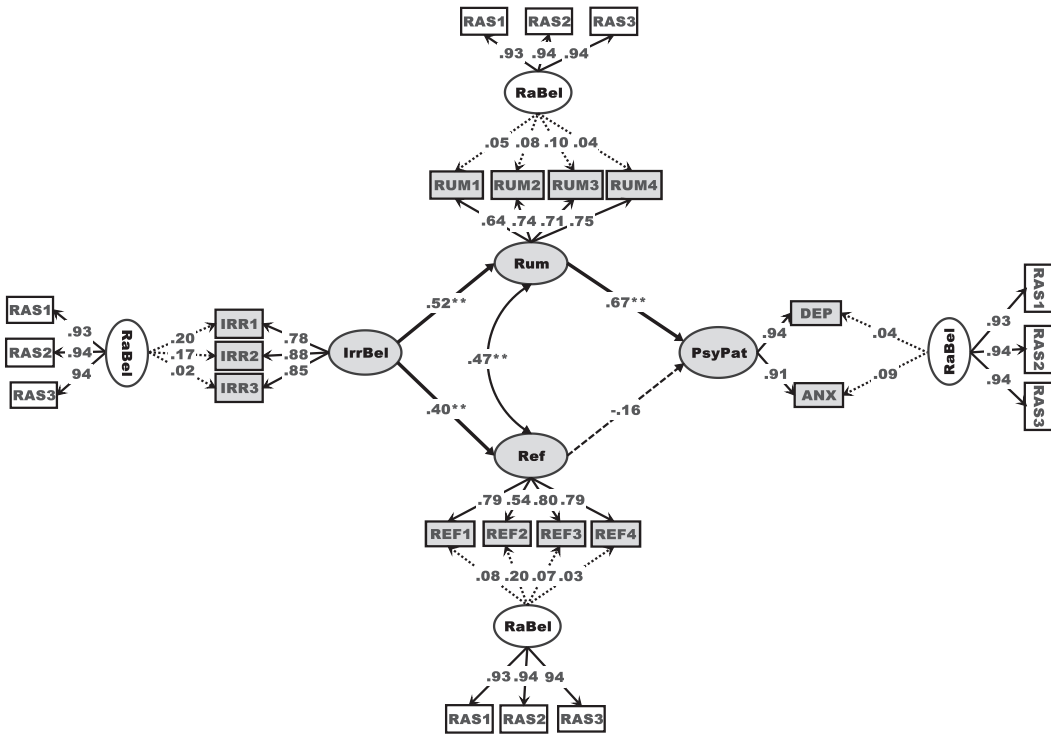 RAS1 RAS2 RAS3
.93 .94 .94
RaBel
.05 .08 .10 .04
RUM1 RUM2 RUM3 RUM4
.64 .74 .71 .75
Rum
.52** .67**
RAS1 RAS2 RAS3
.93 .94 94
RaBel
.20 .17 .02
IRR1 IRR2 IRR3
.78 .88 .85
IrrBel
.47**
PsyPat
.94 .91
DEP
ANX
.04 .09
RaBel
.93 .94 .94
RAS1 RAS2 RAS3
.40** -.16
Ref
.79 .54 .80 .79
REF1 REF2 REF3 REF4
.08 .20 .07 .03
RaBel
.93 .94 94
RAS1 RAS2 RAS3